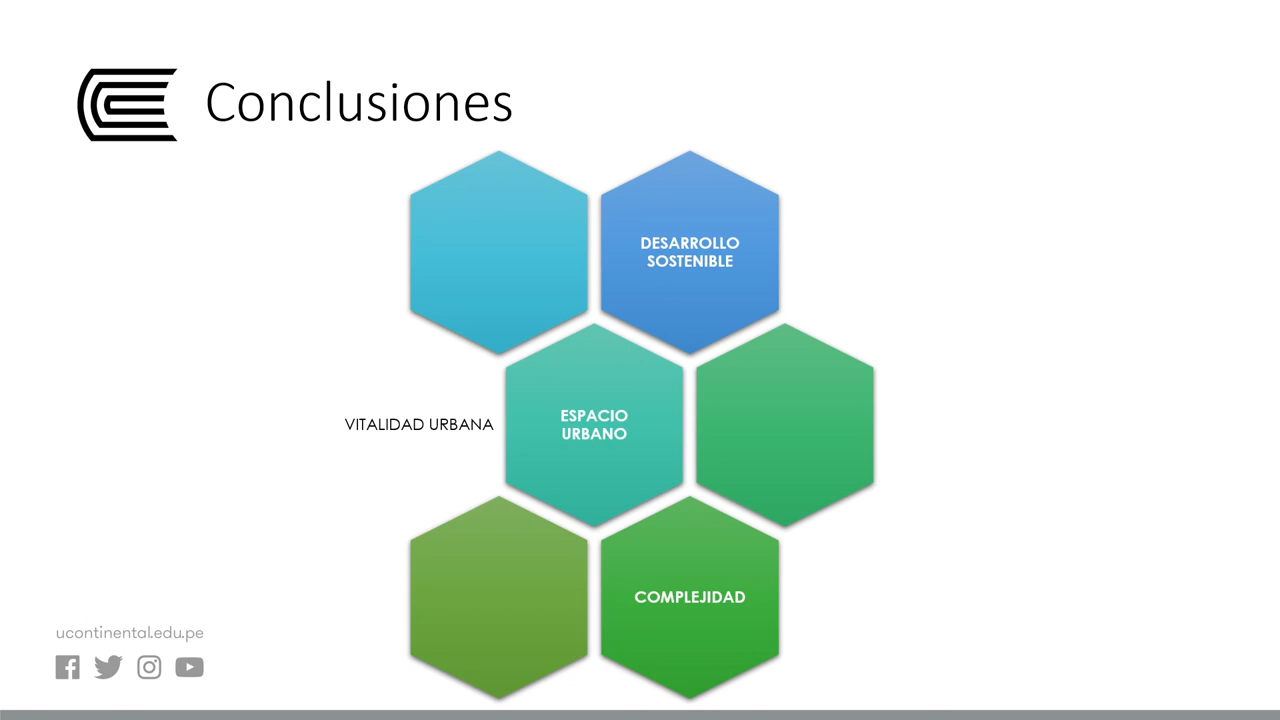 Conclusiones
DESARROLLO
SOSTENIBLE
VITALIDAD URBANA
ESPACIO
URBANO
COMPLEJIDAD
ucontinental.edu.pe